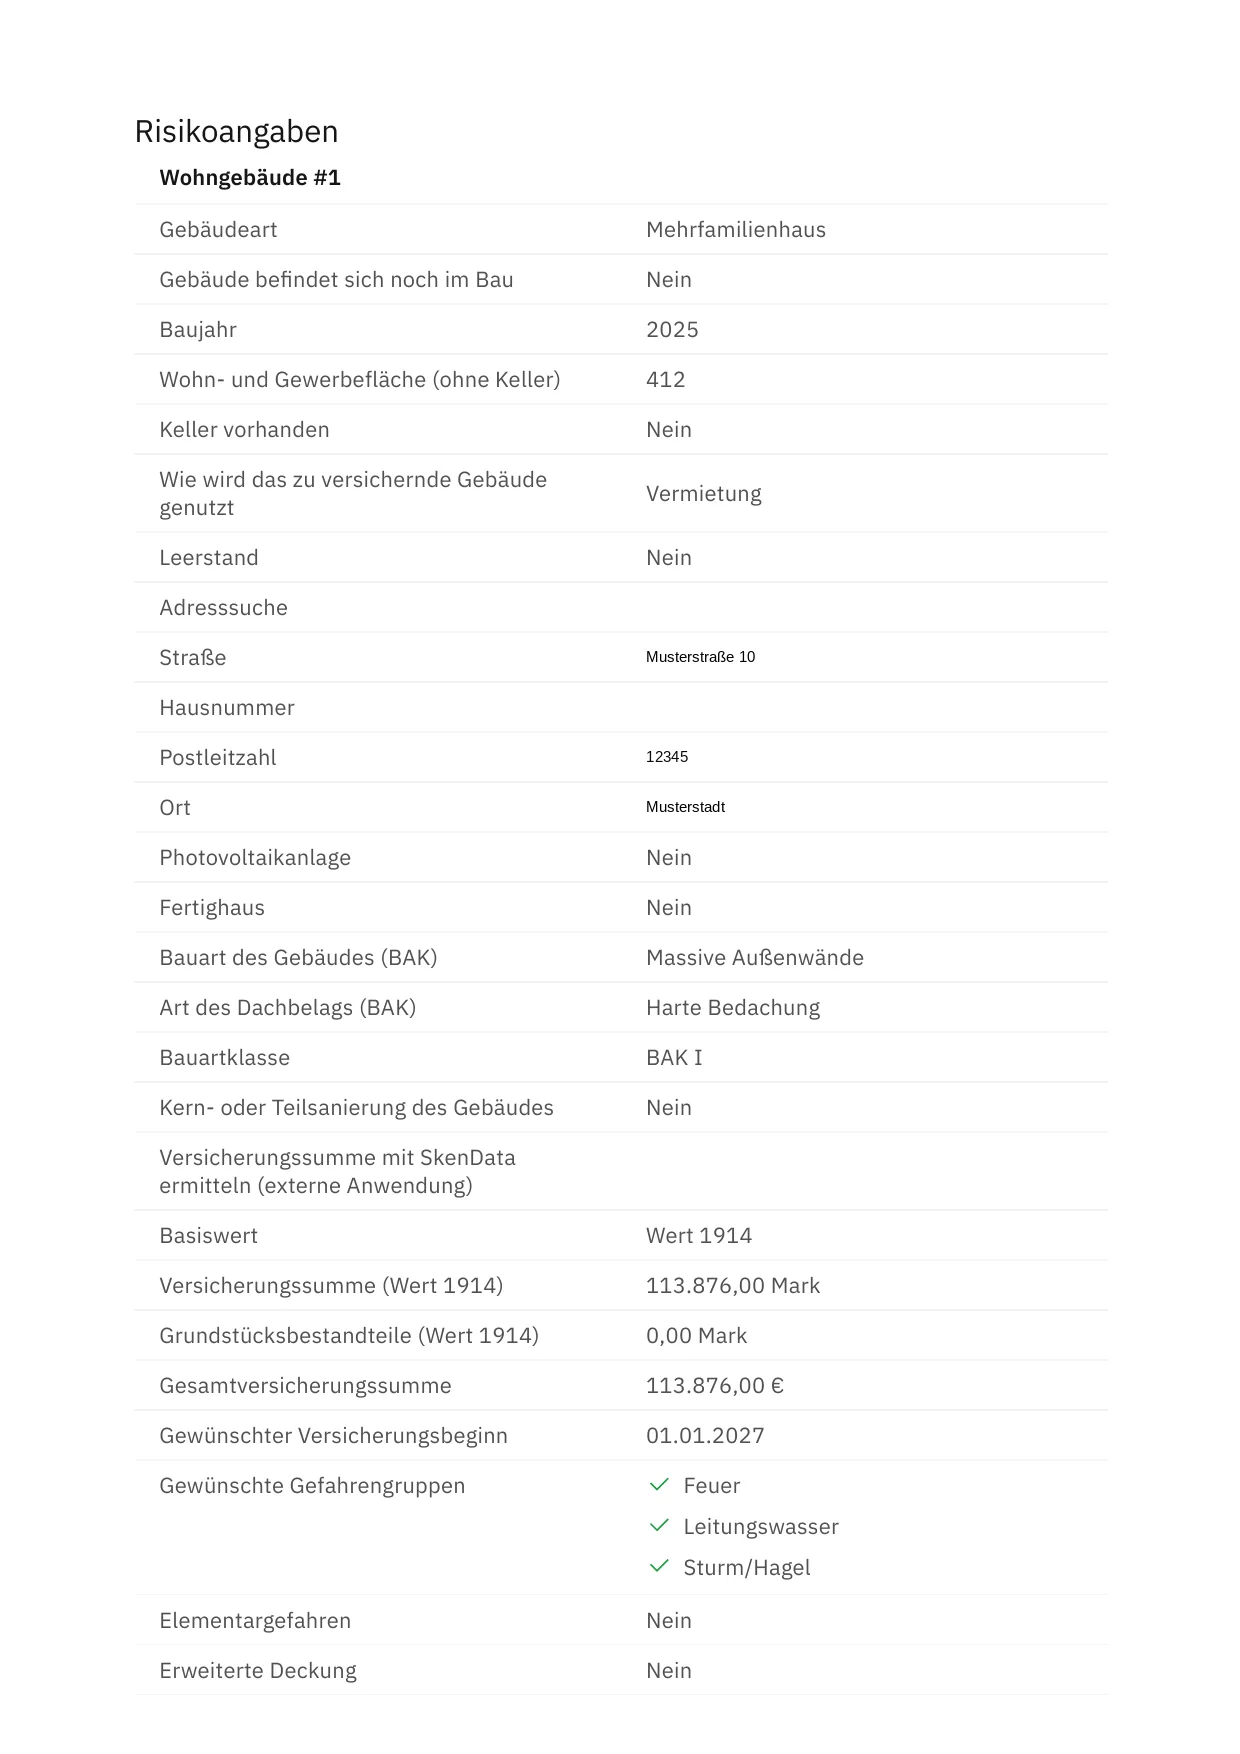 Risikoangaben
Wohngebäude #1
Gebäudeart Mehrfamilienhaus
Gebäude befindet sich noch im Bau Nein
Baujahr 2025
Wohn- und Gewerbefläche (ohne Keller) 412
Keller vorhanden Nein
Wie wird das zu versichernde Gebäude
genutzt Vermietung
Leerstand Nein
Adresssuche
Straße Musterstraße 10
Hausnummer
Postleitzahl 12345
Ort Musterstadt
Photovoltaikanlage Nein
Fertighaus Nein
Bauart des Gebäudes (BAK) Massive Außenwände
Art des Dachbelags (BAK) Harte Bedachung
Bauartklasse BAK I
Kern- oder Teilsanierung des Gebäudes Nein
Versicherungssumme mit SkenData
ermitteln (externe Anwendung)
Basiswert Wert 1914
Versicherungssumme (Wert 1914) 113.876,00 Mark
Grundstücksbestandteile (Wert 1914) 0,00 Mark
Gesamtversicherungssumme 113.876,00 €
Gewünschter Versicherungsbeginn 01.01.2027
Gewünschte Gefahrengruppen ✓ Feuer
✓ Leitungswasser
✓ Sturm/Hagel
Elementargefahren Nein
Erweiterte Deckung Nein